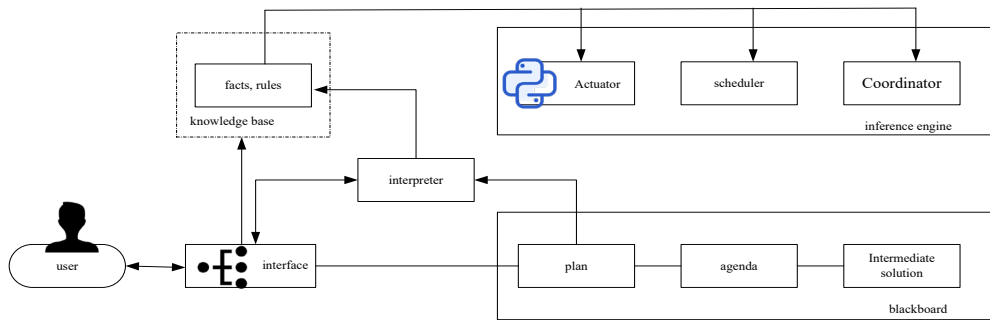 facts, rules
knowledge base
Actuator
scheduler
Coordinator
inference engine
interpreter
user
interface
plan
agenda
Intermediate
solution
blackboard